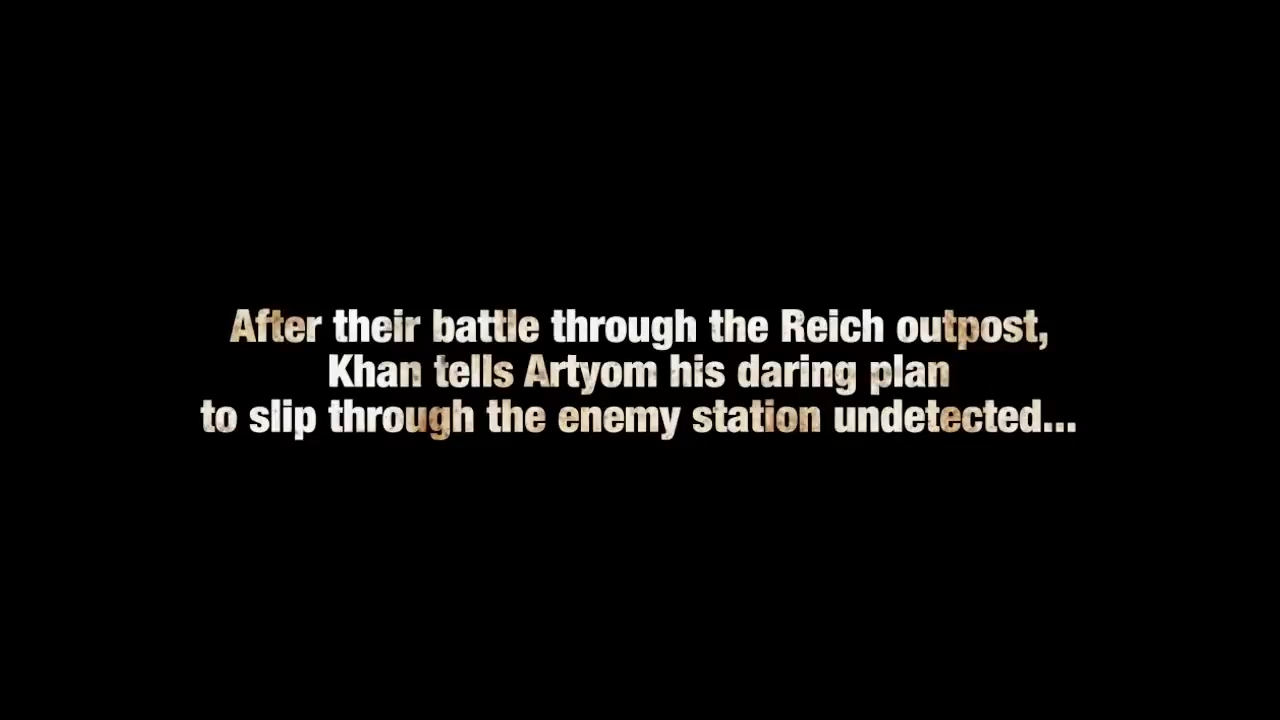 After their battle through the Reich outpost,
Khan tells Artyom his daring plan
to slip through the enemy station undetected...